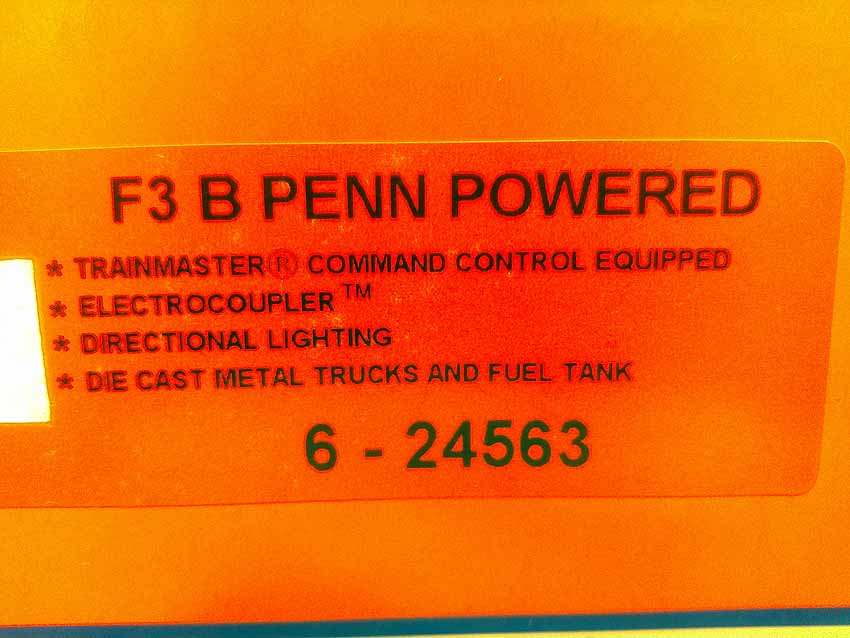 F3 B PENN POWERED
* TRAINMASTER® COMMAND CONTROL EQUIPPED
* ELECTROCOUPLER™
* DIRECTIONAL LIGHTING
* DIE CAST METAL TRUCKS AND FUEL TANK
6 - 24563